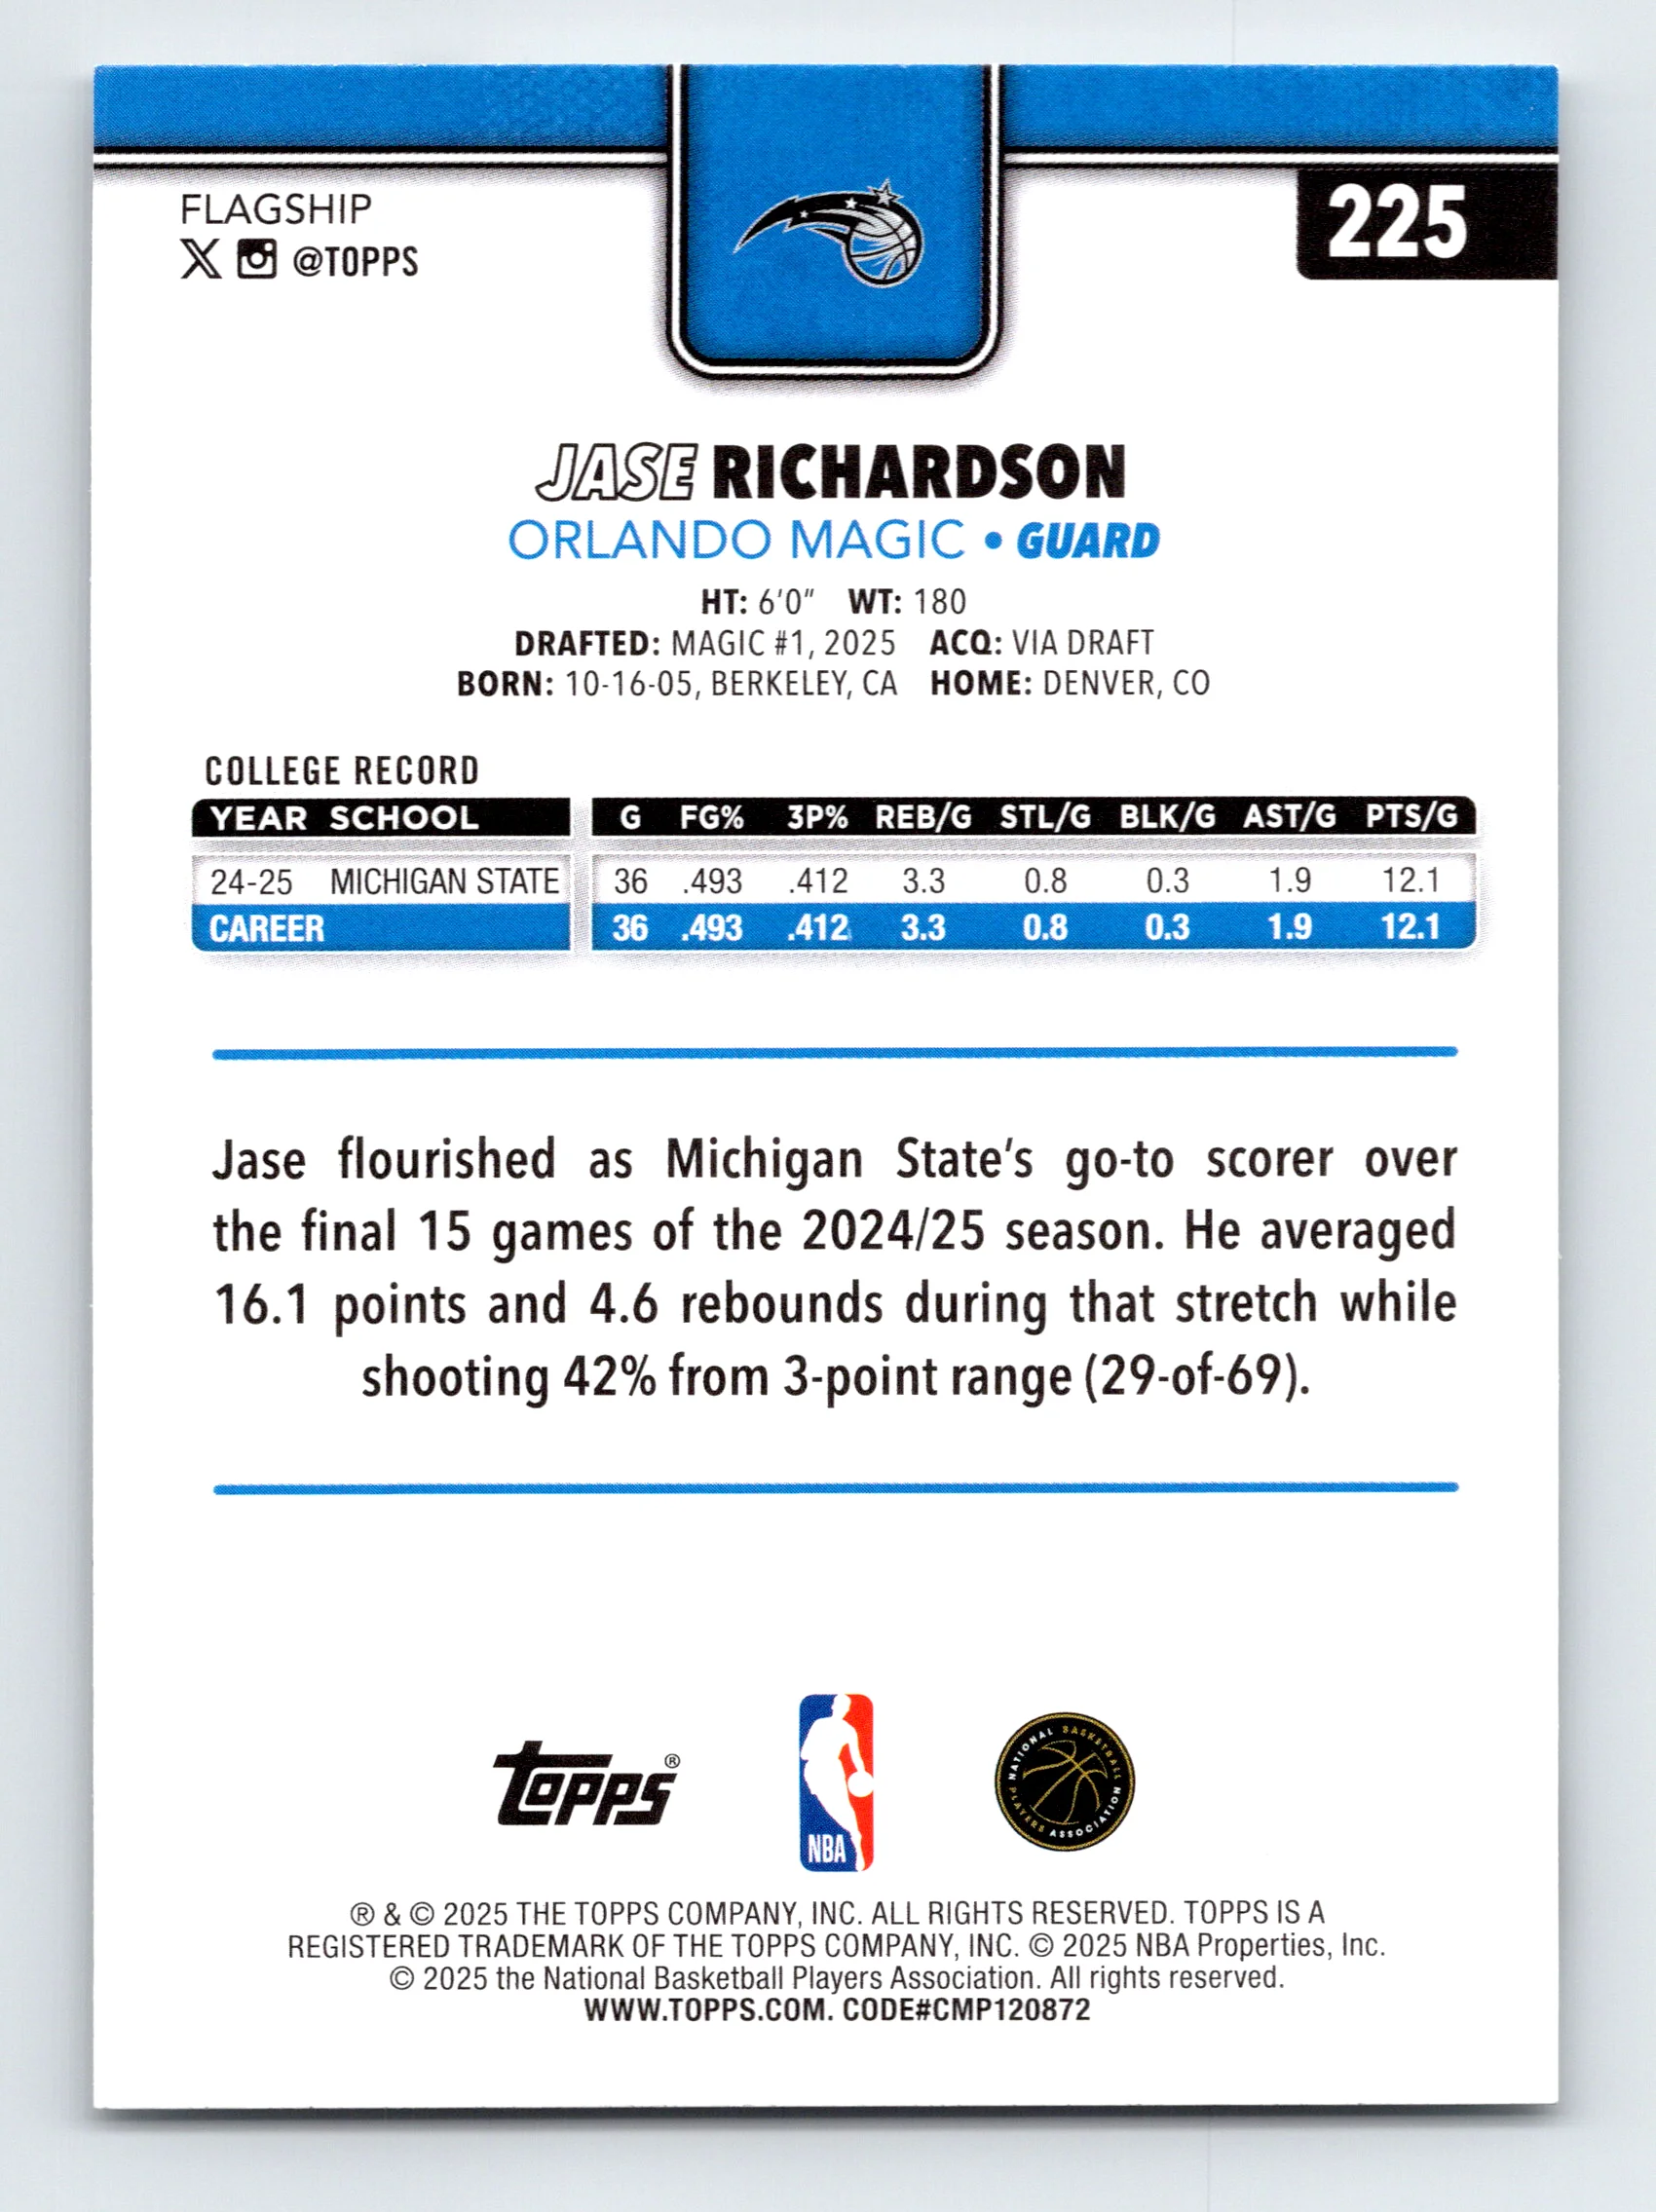 FLAGSHIP
X @TOPPS
225
JASE RICHARDSON
ORLANDO MAGIC • GUARD
HT: 6'0" WT: 180
DRAFTED: MAGIC #1, 2025 ACQ: VIA DRAFT
BORN: 10-16-05, BERKELEY, CA HOME: DENVER, CO
COLLEGE RECORD
YEAR SCHOOL G FG% 3P% REB/G STL/G BLK/G AST/G PTS/G
24-25 MICHIGAN STATE 36 .493 .412 3.3 0.8 0.3 1.9 12.1
CAREER 36 .493 .412 3.3 0.8 0.3 1.9 12.1
Jase flourished as Michigan State's go-to scorer over
the final 15 games of the 2024/25 season. He averaged
16.1 points and 4.6 rebounds during that stretch while
shooting 42% from 3-point range (29-of-69).
topps®
NBA
NATIONAL BASKETBALL PLAYERS ASSOCIATION
® & © 2025 THE TOPPS COMPANY, INC. ALL RIGHTS RESERVED. TOPPS IS A
REGISTERED TRADEMARK OF THE TOPPS COMPANY, INC. © 2025 NBA Properties, Inc.
© 2025 the National Basketball Players Association. All rights reserved.
WWW.TOPPS.COM. CODE#CMP120872